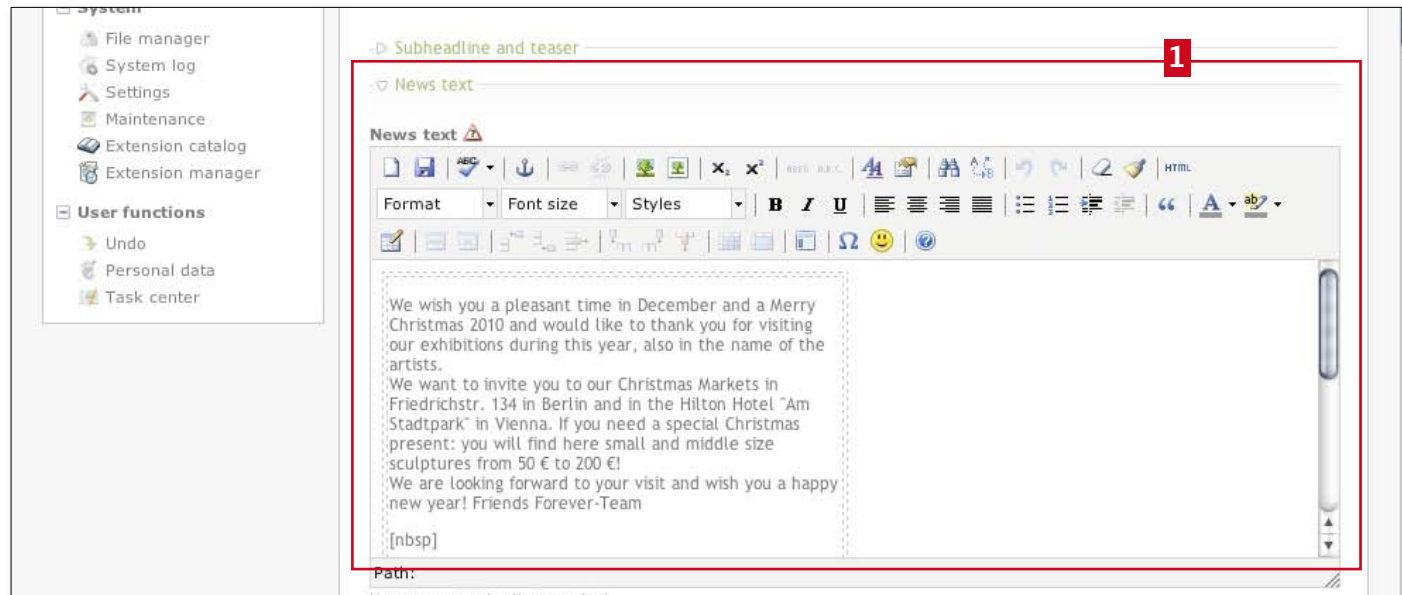 System
File manager
System log
Settings
Maintenance
Extension catalog
Extension manager
User functions
Undo
Personal data
Task center
Subheadline and teaser
1
News text
News text
ABC
HTML
Format Font size Styles B I U
We wish you a pleasant time in December and a Merry
Christmas 2010 and would like to thank you for visiting
our exhibitions during this year, also in the name of the
artists.
We want to invite you to our Christmas Markets in
Friedrichstr. 134 in Berlin and in the Hilton Hotel "Am
Stadtpark" in Vienna. If you need a special Christmas
present: you will find here small and middle size
sculptures from 50 € to 200 €!
We are looking forward to your visit and wish you a happy
new year! Friends Forever-Team
[nbsp]
Path: